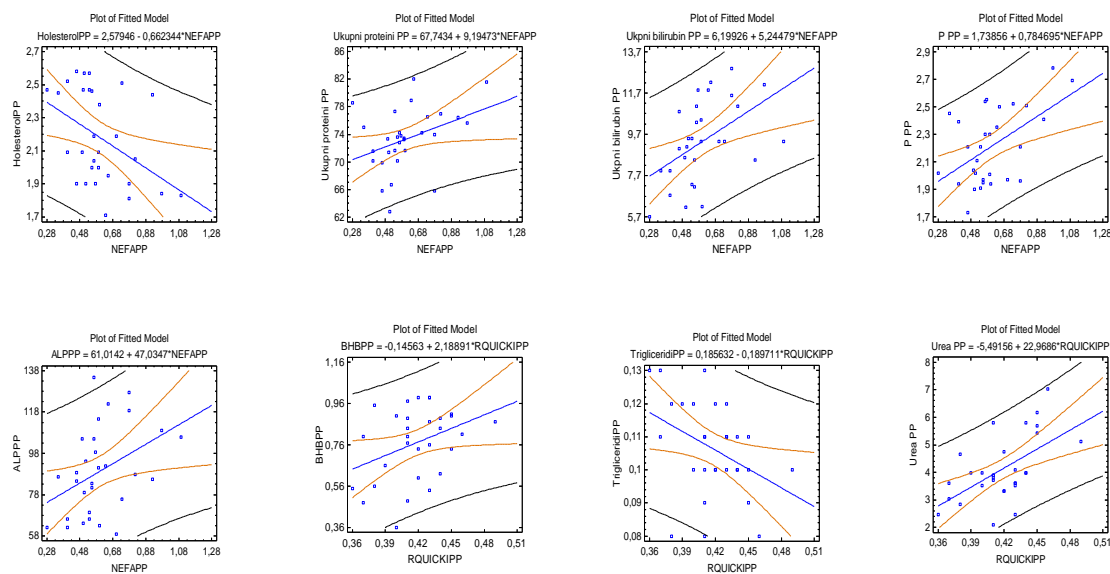 Plot of Fitted Model
HolesterolPP = 2,57946 - 0,662344*NEFAPP
HolesterolPP
2,7
2,5
2,3
2,1
1,9
1,7
0,28 0,48 0,68 0,88 1,08 1,28
NEFAPP
Plot of Fitted Model
Ukupni proteini PP = 67,7434 + 9,19473*NEFAPP
Ukupni proteini PP
86
82
78
74
70
66
62
0,28 0,48 0,68 0,88 1,08 1,28
NEFAPP
Plot of Fitted Model
Ukpni bilirubin PP = 6,19926 + 5,24479*NEFAPP
Ukpni bilirubin PP
13,7
11,7
9,7
7,7
5,7
0,28 0,48 0,68 0,88 1,08 1,28
NEFAPP
Plot of Fitted Model
P PP = 1,73856 + 0,784695*NEFAPP
P PP
2,9
2,7
2,5
2,3
2,1
1,9
1,7
0,28 0,48 0,68 0,88 1,08 1,28
NEFAPP
Plot of Fitted Model
ALPPP = 61,0142 + 47,0347*NEFAPP
ALPPP
138
118
98
78
58
0,28 0,48 0,68 0,88 1,08 1,28
NEFAPP
Plot of Fitted Model
BHBPP = -0,14563 + 2,18891*RQUICKIPP
BHBPP
1,16
0,96
0,76
0,56
0,36
0,36 0,39 0,42 0,45 0,48 0,51
RQUICKIPP
Plot of Fitted Model
TrigliceridiPP = 0,185632 - 0,189711*RQUICKIPP
TrigliceridiPP
0,13
0,12
0,11
0,1
0,09
0,08
0,36 0,39 0,42 0,45 0,48 0,51
RQUICKIPP
Plot of Fitted Model
Urea PP = -5,49156 + 22,9686*RQUICKIPP
Urea PP
8
7
6
5
4
3
2
0,36 0,39 0,42 0,45 0,48 0,51
RQUICKIPP